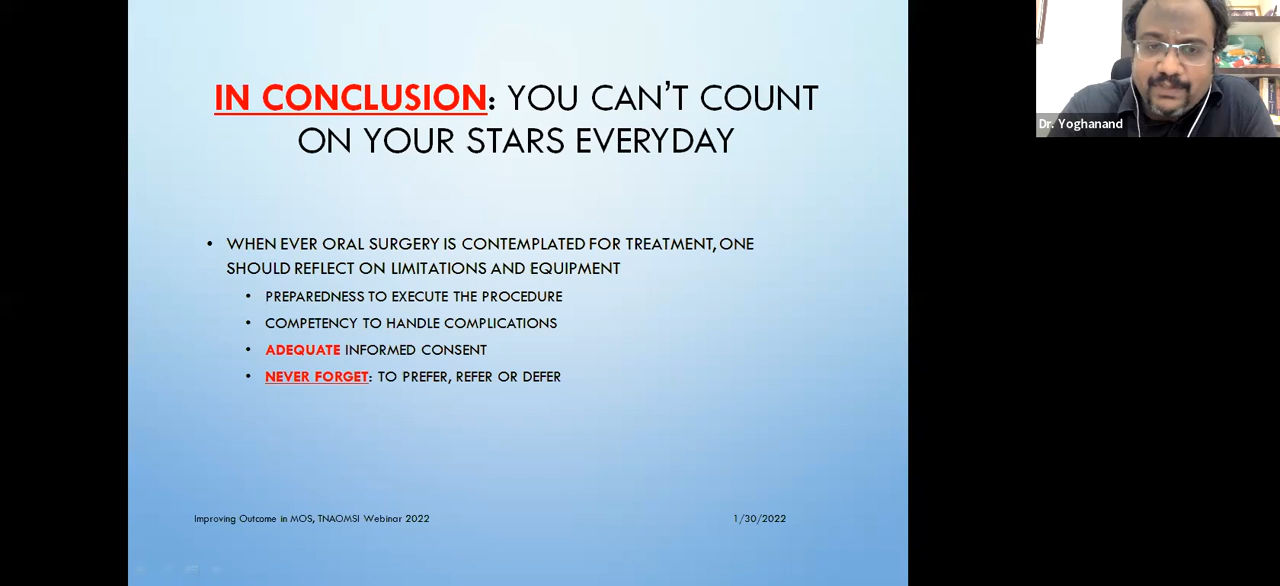 IN CONCLUSION: YOU CAN'T COUNT
ON YOUR STARS EVERYDAY
• WHEN EVER ORAL SURGERY IS CONTEMPLATED FOR TREATMENT, ONE
SHOULD REFLECT ON LIMITATIONS AND EQUIPMENT
• PREPAREDNESS TO EXECUTE THE PROCEDURE
• COMPETENCY TO HANDLE COMPLICATIONS
• ADEQUATE INFORMED CONSENT
• NEVER FORGET: TO PREFER, REFER OR DEFER
Improving Outcome in MOS, TNAOMSI Webinar 2022
1/30/2022
Dr. Yoghanand